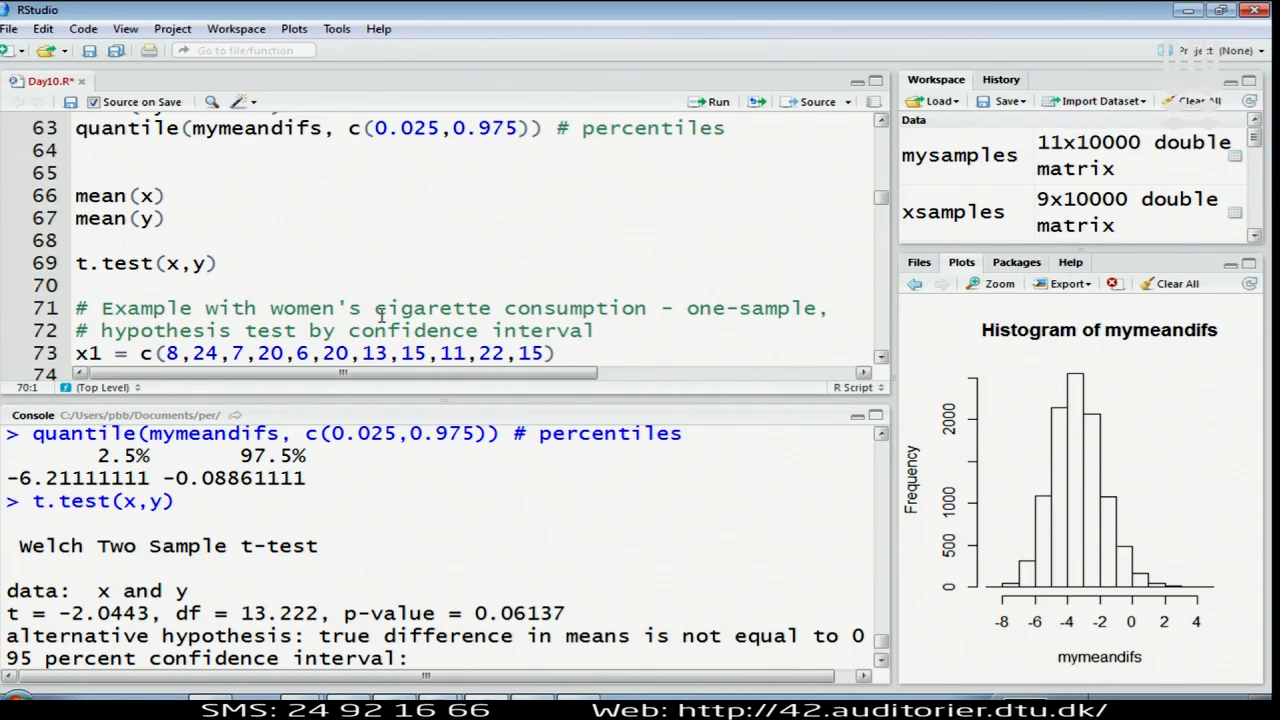 RStudio
File Edit Code View Project Workspace Plots Tools Help
Go to file/function
Project: (None)
Day10.R*
Source on Save
Run
Source
63 quantile(mymeandifs, c(0.025,0.975)) # percentiles
64
65
66 mean(x)
67 mean(y)
68
69 t.test(x,y)
70
71 # Example with women's cigarette consumption - one-sample,
72 # hypothesis test by confidence interval
73 x1 = c(8,24,7,20,6,20,13,15,11,22,15)
74
70:1 (Top Level) R Script
Console C:/Users/pbb/Documents/per/
> quantile(mymeandifs, c(0.025,0.975)) # percentiles
2.5% 97.5%
-6.21111111 -0.08861111
> t.test(x,y)
Welch Two Sample t-test
data: x and y
t = -2.0443, df = 13.222, p-value = 0.06137
alternative hypothesis: true difference in means is not equal to 0
95 percent confidence interval:
Workspace History
Load Save Import Dataset Clear All
Data
mysamples 11x10000 double
matrix
xsamples 9x10000 double
matrix
Files Plots Packages Help
Zoom Export Clear All
Histogram of mymeandifs
Frequency
2000
1000
500
0
-8 -6 -4 -2 0 2 4
mymeandifs
SMS: 24 92 16 66 Web: http://42.auditorier.dtu.dk/